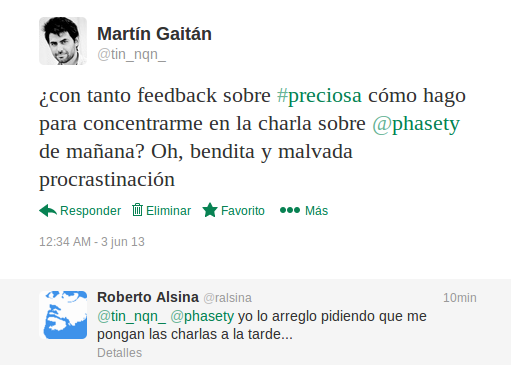 Martín Gaitán
@tin_nqn_
¿con tanto feedback sobre #preciosa cómo hago
para concentrarme en la charla sobre @phasety
de mañana? Oh, bendita y malvada
procrastinación
Responder Eliminar Favorito Más
12:34 AM - 3 jun 13
Roberto Alsina @ralsina 10min
@tin_nqn_ @phasety yo lo arreglo pidiendo que me
pongan las charlas a la tarde...
Detalles